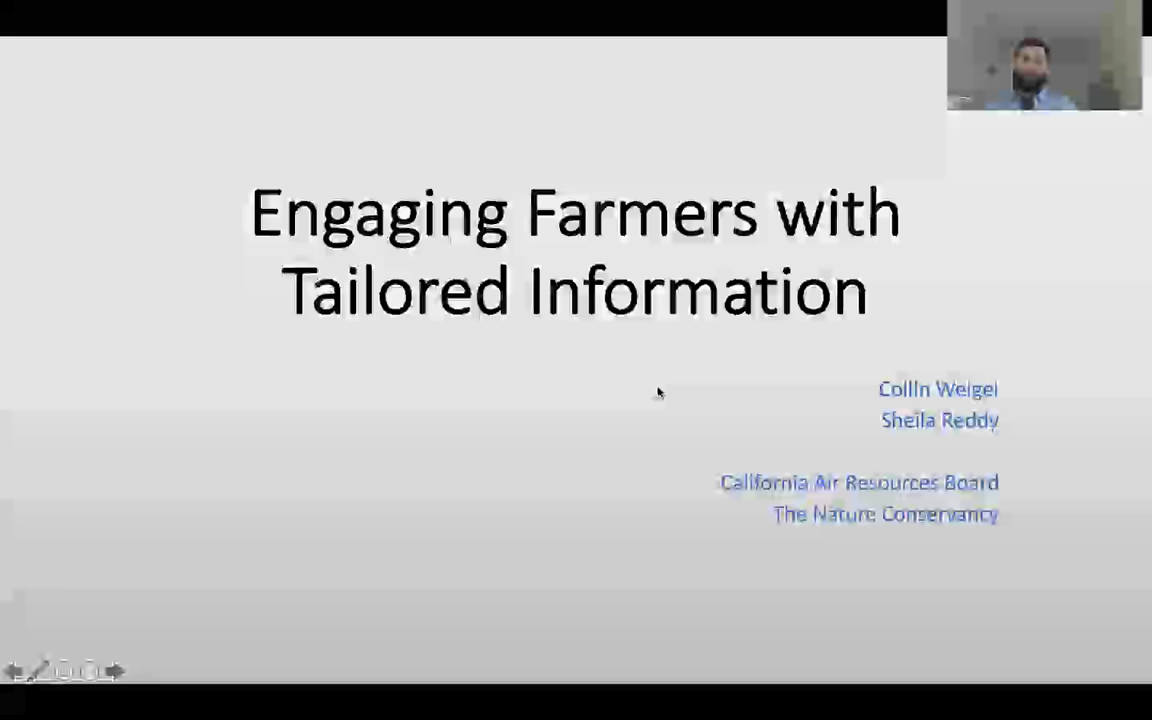 Engaging Farmers with
Tailored Information
Collin Weigel
Sheila Reddy
California Air Resources Board
The Nature Conservancy